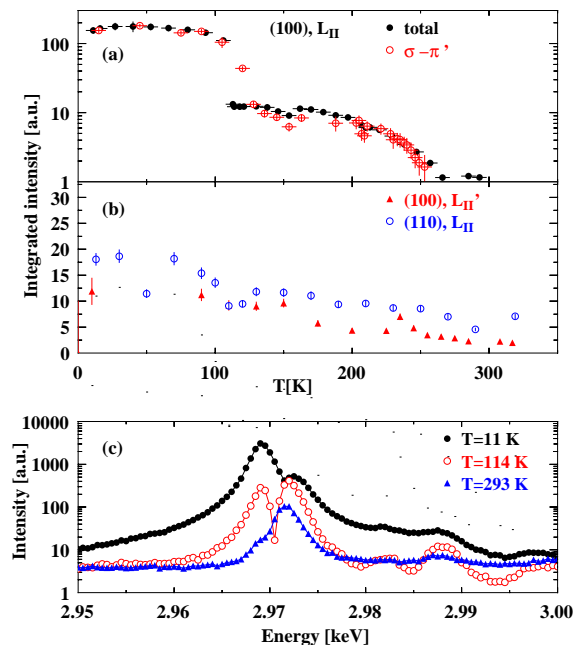 (100), L_II
total
σ−π'
(a)
100
10
1
Integrated intensity [a.u.]
(b)
(100), L_II'
(110), L_II
30
25
20
15
10
5
0
0 100 200 300
T[K]
(c)
T=11 K
T=114 K
T=293 K
10000
1000
100
10
1
Intensity [a.u.]
2.95 2.96 2.97 2.98 2.99 3.00
Energy [keV]